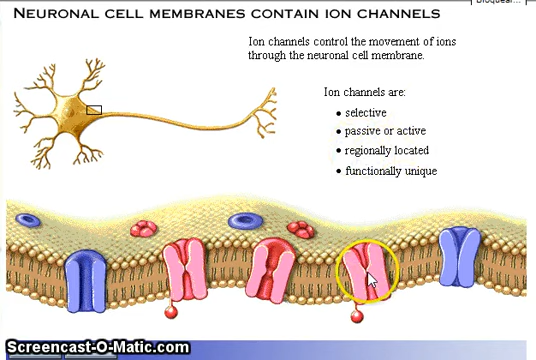 Bloquear...
NEURONAL CELL MEMBRANES CONTAIN ION CHANNELS
Ion channels control the movement of ions
through the neuronal cell membrane.
Ion channels are:
• selective
• passive or active
• regionally located
• functionally unique
Screencast-O-Matic.com